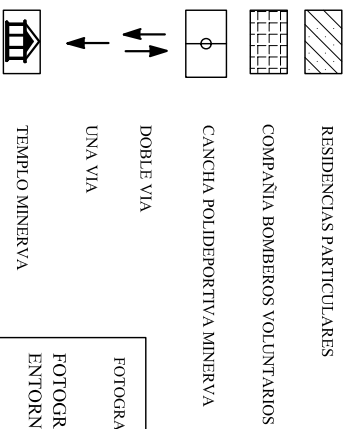 RESIDENCIAS PARTICULARES
COMPAÑIA BOMBEROS VOLUNTARIOS
CANCHA POLIDEPORTIVA MINERVA
DOBLE VIA
UNA VIA
TEMPLO MINERVA